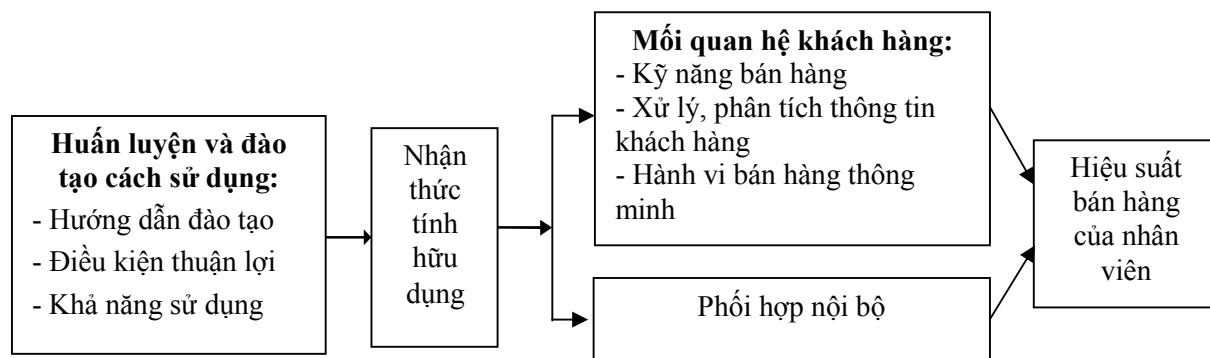 Huấn luyện và đào
tạo cách sử dụng:
- Hướng dẫn đào tạo
- Điều kiện thuận lợi
- Khả năng sử dụng
Nhận
thức
tính
hữu
dụng
Mối quan hệ khách hàng:
- Kỹ năng bán hàng
- Xử lý, phân tích thông tin
khách hàng
- Hành vi bán hàng thông
minh
Phối hợp nội bộ
Hiệu suất
bán hàng
của nhân
viên